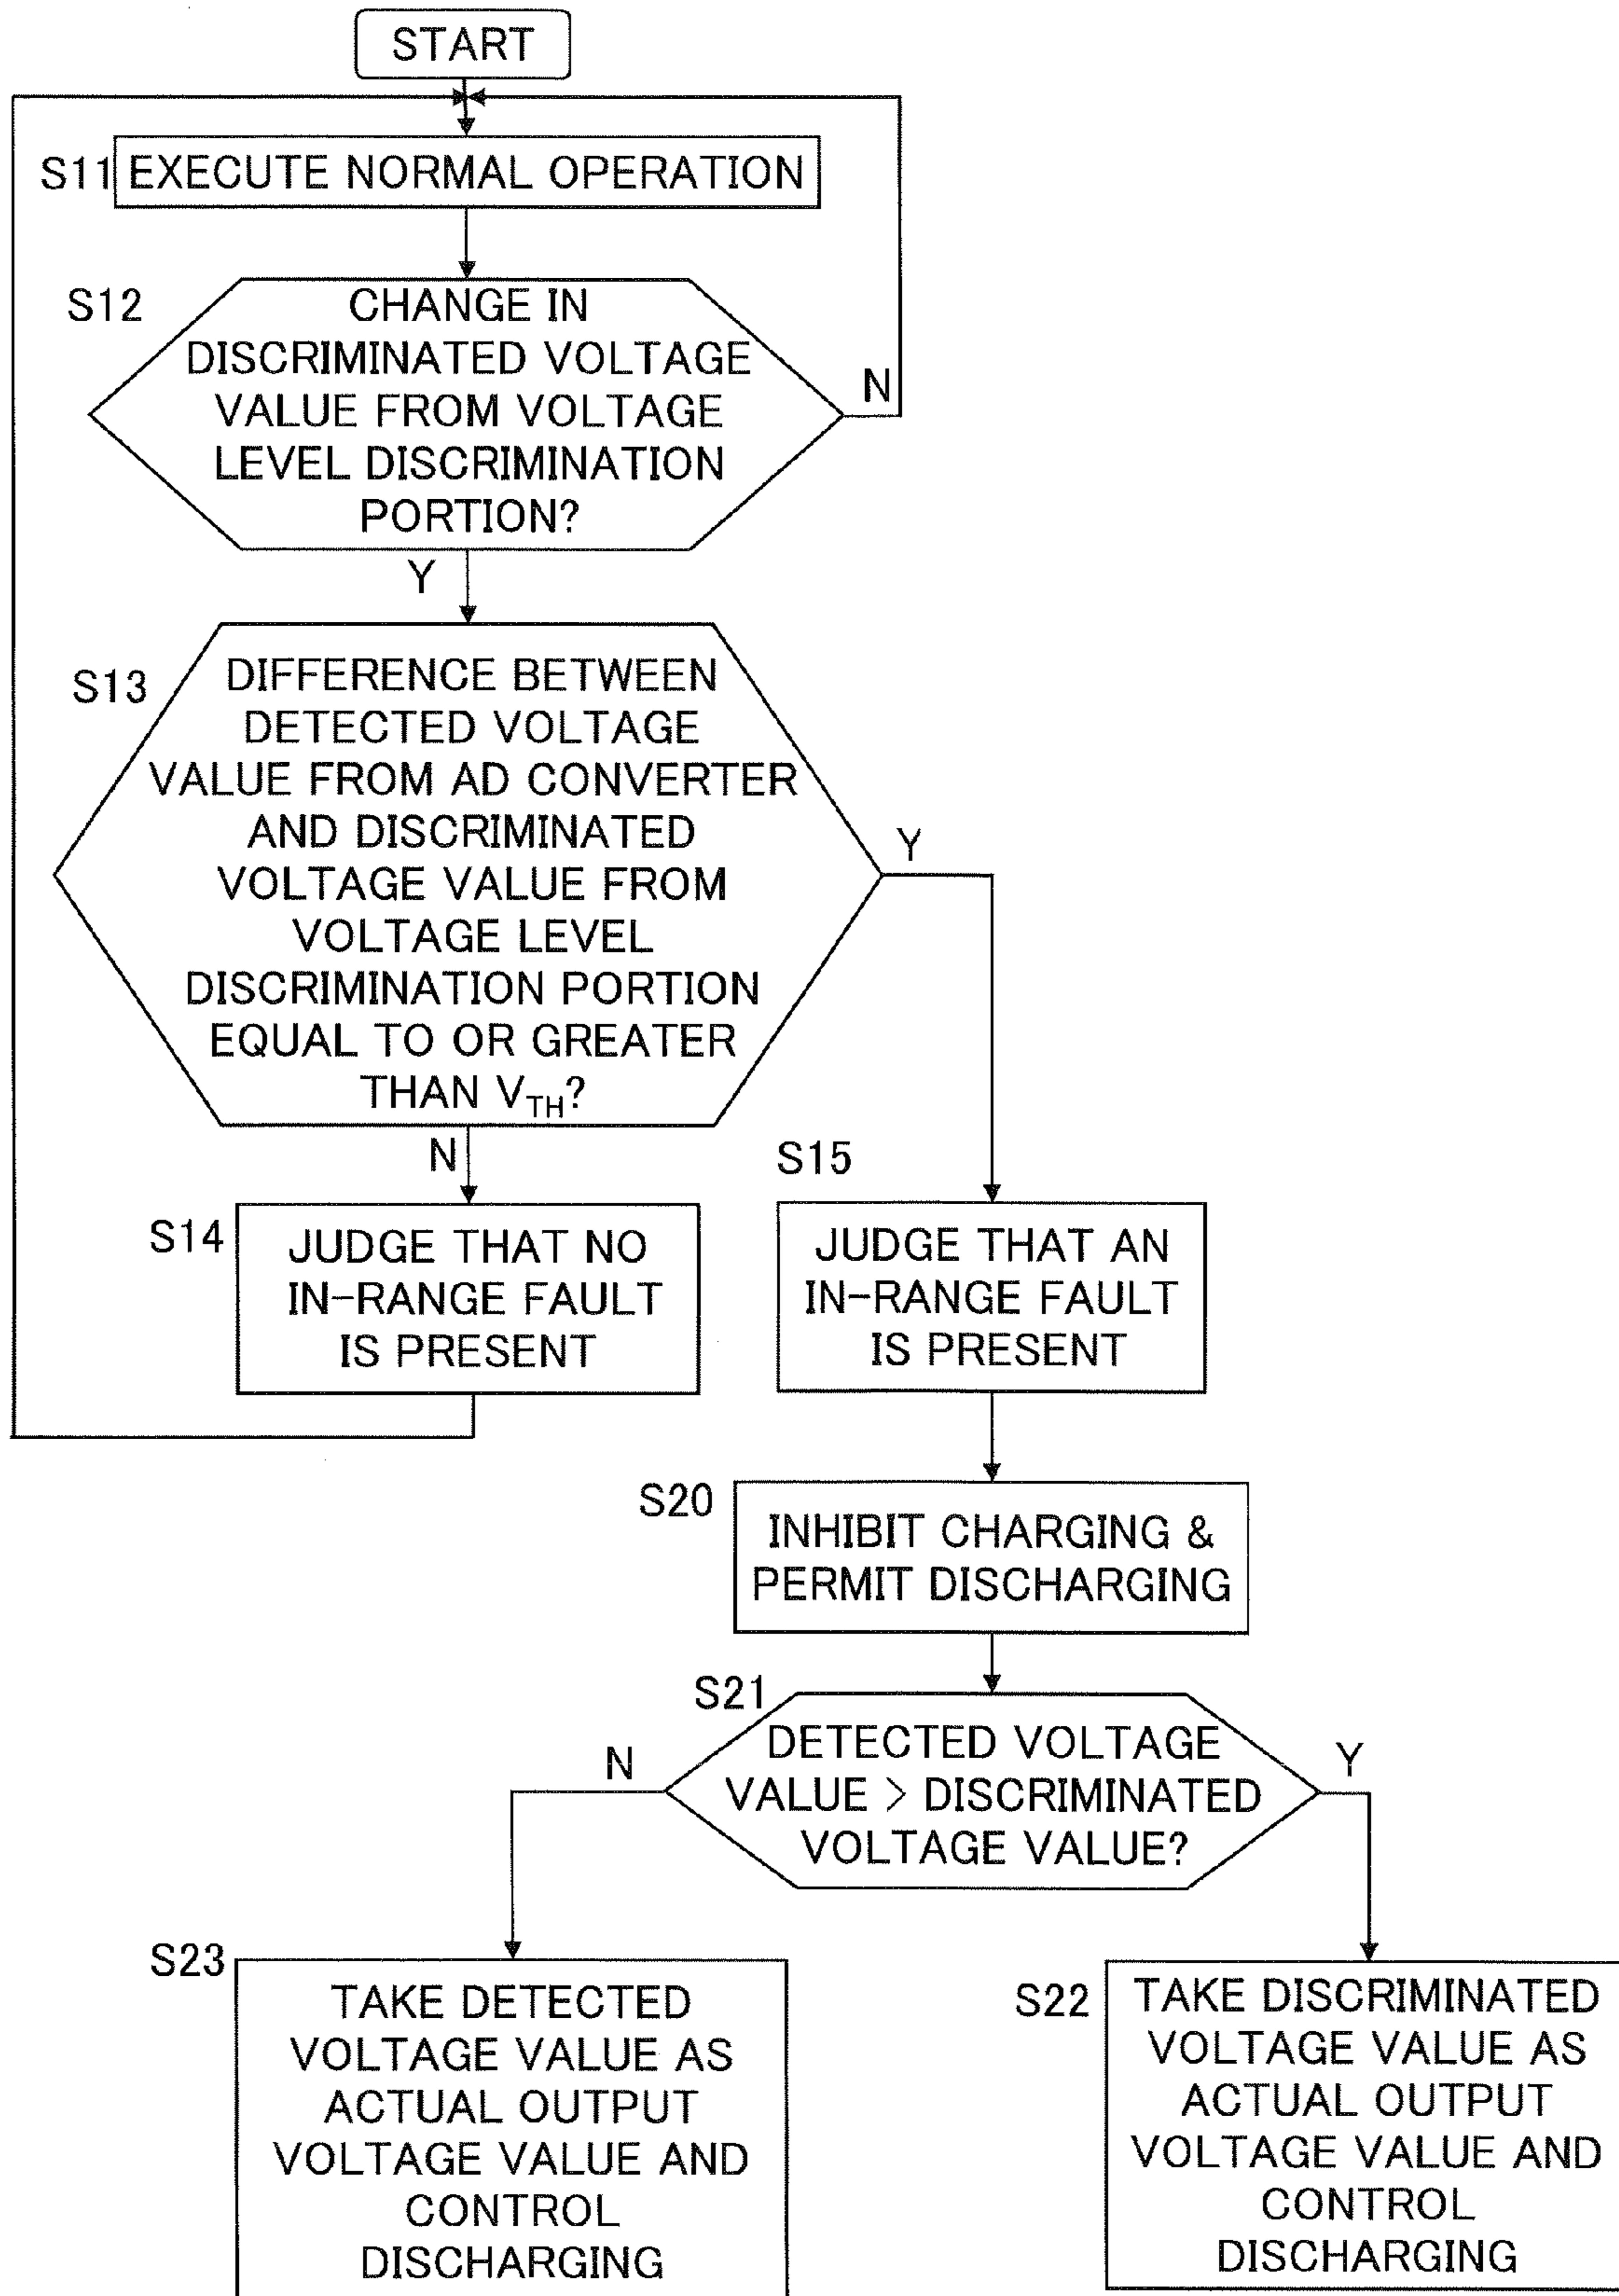 START
S11
EXECUTE NORMAL OPERATION
S12
CHANGE IN
DISCRIMINATED VOLTAGE
VALUE FROM VOLTAGE
LEVEL DISCRIMINATION
PORTION?
N
Y
S13
DIFFERENCE BETWEEN
DETECTED VOLTAGE
VALUE FROM AD CONVERTER
AND DISCRIMINATED
VOLTAGE VALUE FROM
VOLTAGE LEVEL
DISCRIMINATION PORTION
EQUAL TO OR GREATER
THAN VTH?
Y
N
S14
JUDGE THAT NO
IN-RANGE FAULT
IS PRESENT
S15
JUDGE THAT AN
IN-RANGE FAULT
IS PRESENT
S20
INHIBIT CHARGING &
PERMIT DISCHARGING
S21
DETECTED VOLTAGE
VALUE > DISCRIMINATED
VOLTAGE VALUE?
N
Y
S23
TAKE DETECTED
VOLTAGE VALUE AS
ACTUAL OUTPUT
VOLTAGE VALUE AND
CONTROL
DISCHARGING
S22
TAKE DISCRIMINATED
VOLTAGE VALUE AS
ACTUAL OUTPUT
VOLTAGE VALUE AND
CONTROL
DISCHARGING